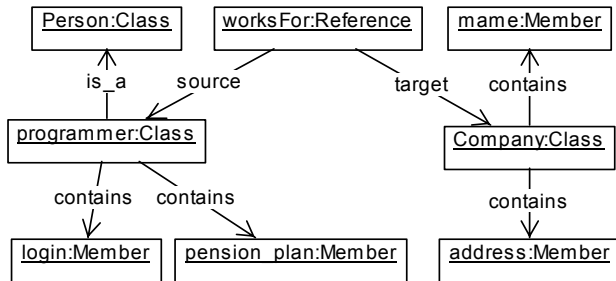 Person:Class
worksFor:Reference
mame:Member
is_a
source
target
contains
programmer:Class
Company:Class
contains
contains
contains
login:Member
pension_plan:Member
address:Member